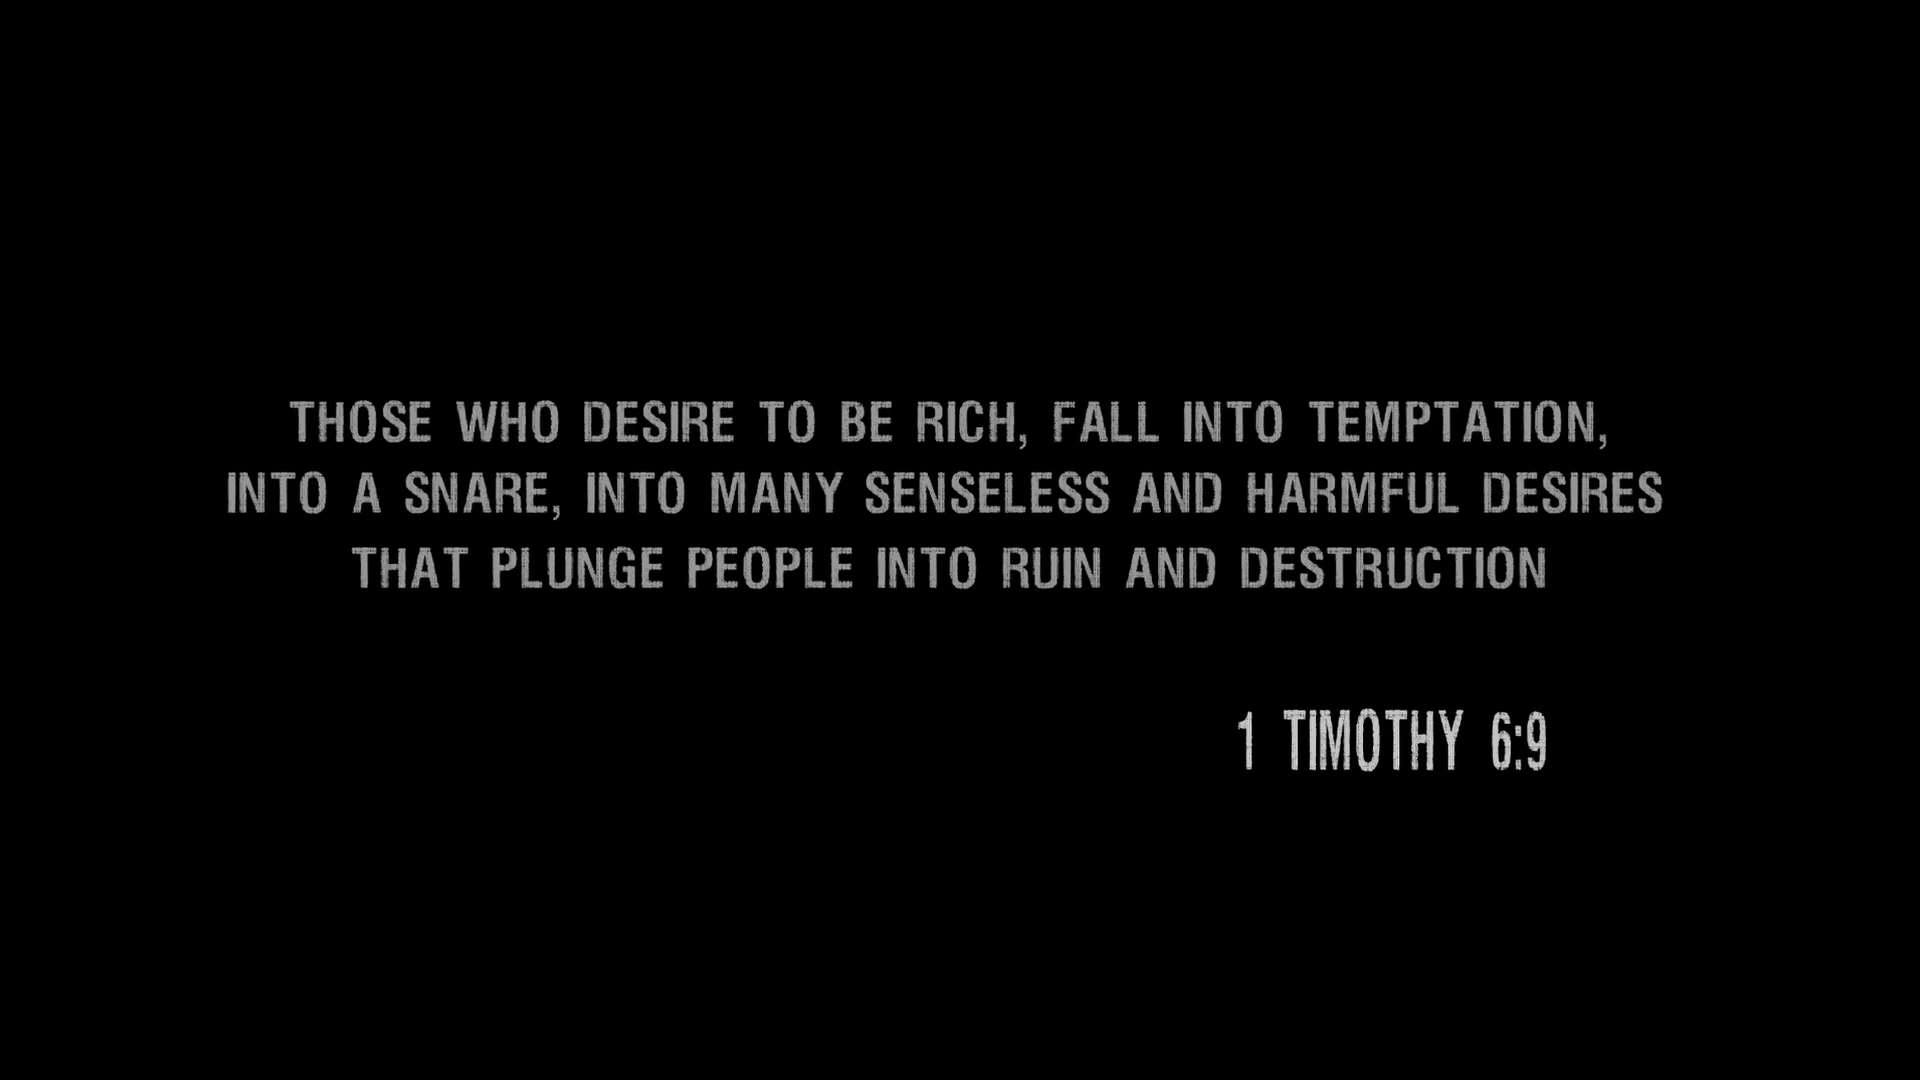 THOSE WHO DESIRE TO BE RICH, FALL INTO TEMPTATION,
INTO A SNARE, INTO MANY SENSELESS AND HARMFUL DESIRES
THAT PLUNGE PEOPLE INTO RUIN AND DESTRUCTION
1 TIMOTHY 6:9